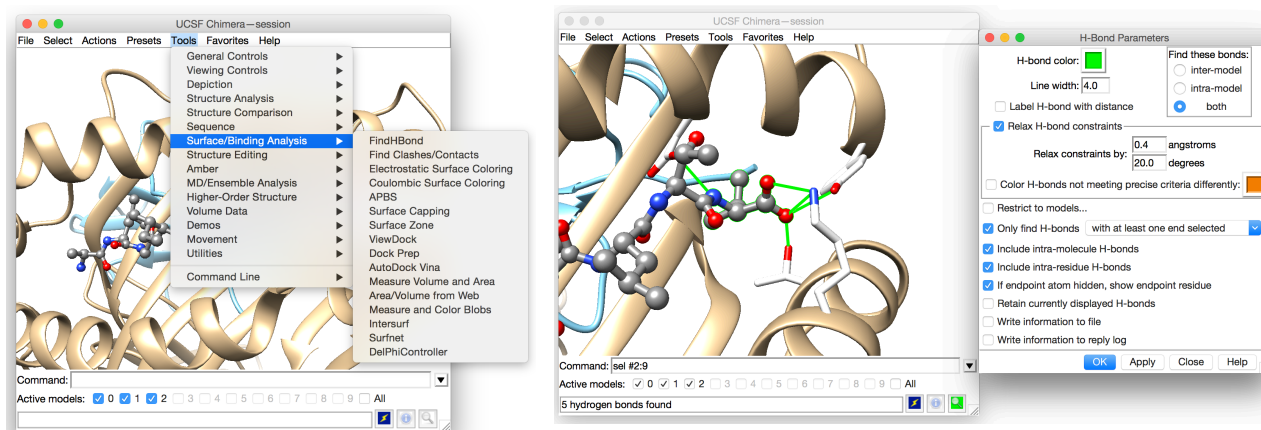 UCSF Chimera—session
File Select Actions Presets Tools Favorites Help
General Controls
Viewing Controls
Depiction
Structure Analysis
Structure Comparison
Sequence
Surface/Binding Analysis
Structure Editing
Amber
MD/Ensemble Analysis
Higher-Order Structure
Volume Data
Demos
Movement
Utilities
Command Line
FindHBond
Find Clashes/Contacts
Electrostatic Surface Coloring
Coulombic Surface Coloring
APBS
Surface Capping
Surface Zone
ViewDock
Dock Prep
AutoDock Vina
Measure Volume and Area
Area/Volume from Web
Measure and Color Blobs
Intersurf
Surfnet
DelPhiController
Command:
Active models: 0 1 2 3 4 5 6 7 8 9 All
UCSF Chimera—session
File Select Actions Presets Tools Favorites Help
Command: sel #2:9
Active models: 0 1 2 3 4 5 6 7 8 9 All
5 hydrogen bonds found
H-Bond Parameters
H-bond color:
Line width: 4.0
Find these bonds:
inter-model
intra-model
both
Label H-bond with distance
Relax H-bond constraints
Relax constraints by: 0.4 angstroms
20.0 degrees
Color H-bonds not meeting precise criteria differently:
Restrict to models...
Only find H-bonds with at least one end selected
Include intra-molecule H-bonds
Include intra-residue H-bonds
If endpoint atom hidden, show endpoint residue
Retain currently displayed H-bonds
Write information to file
Write information to reply log
OK Apply Close Help